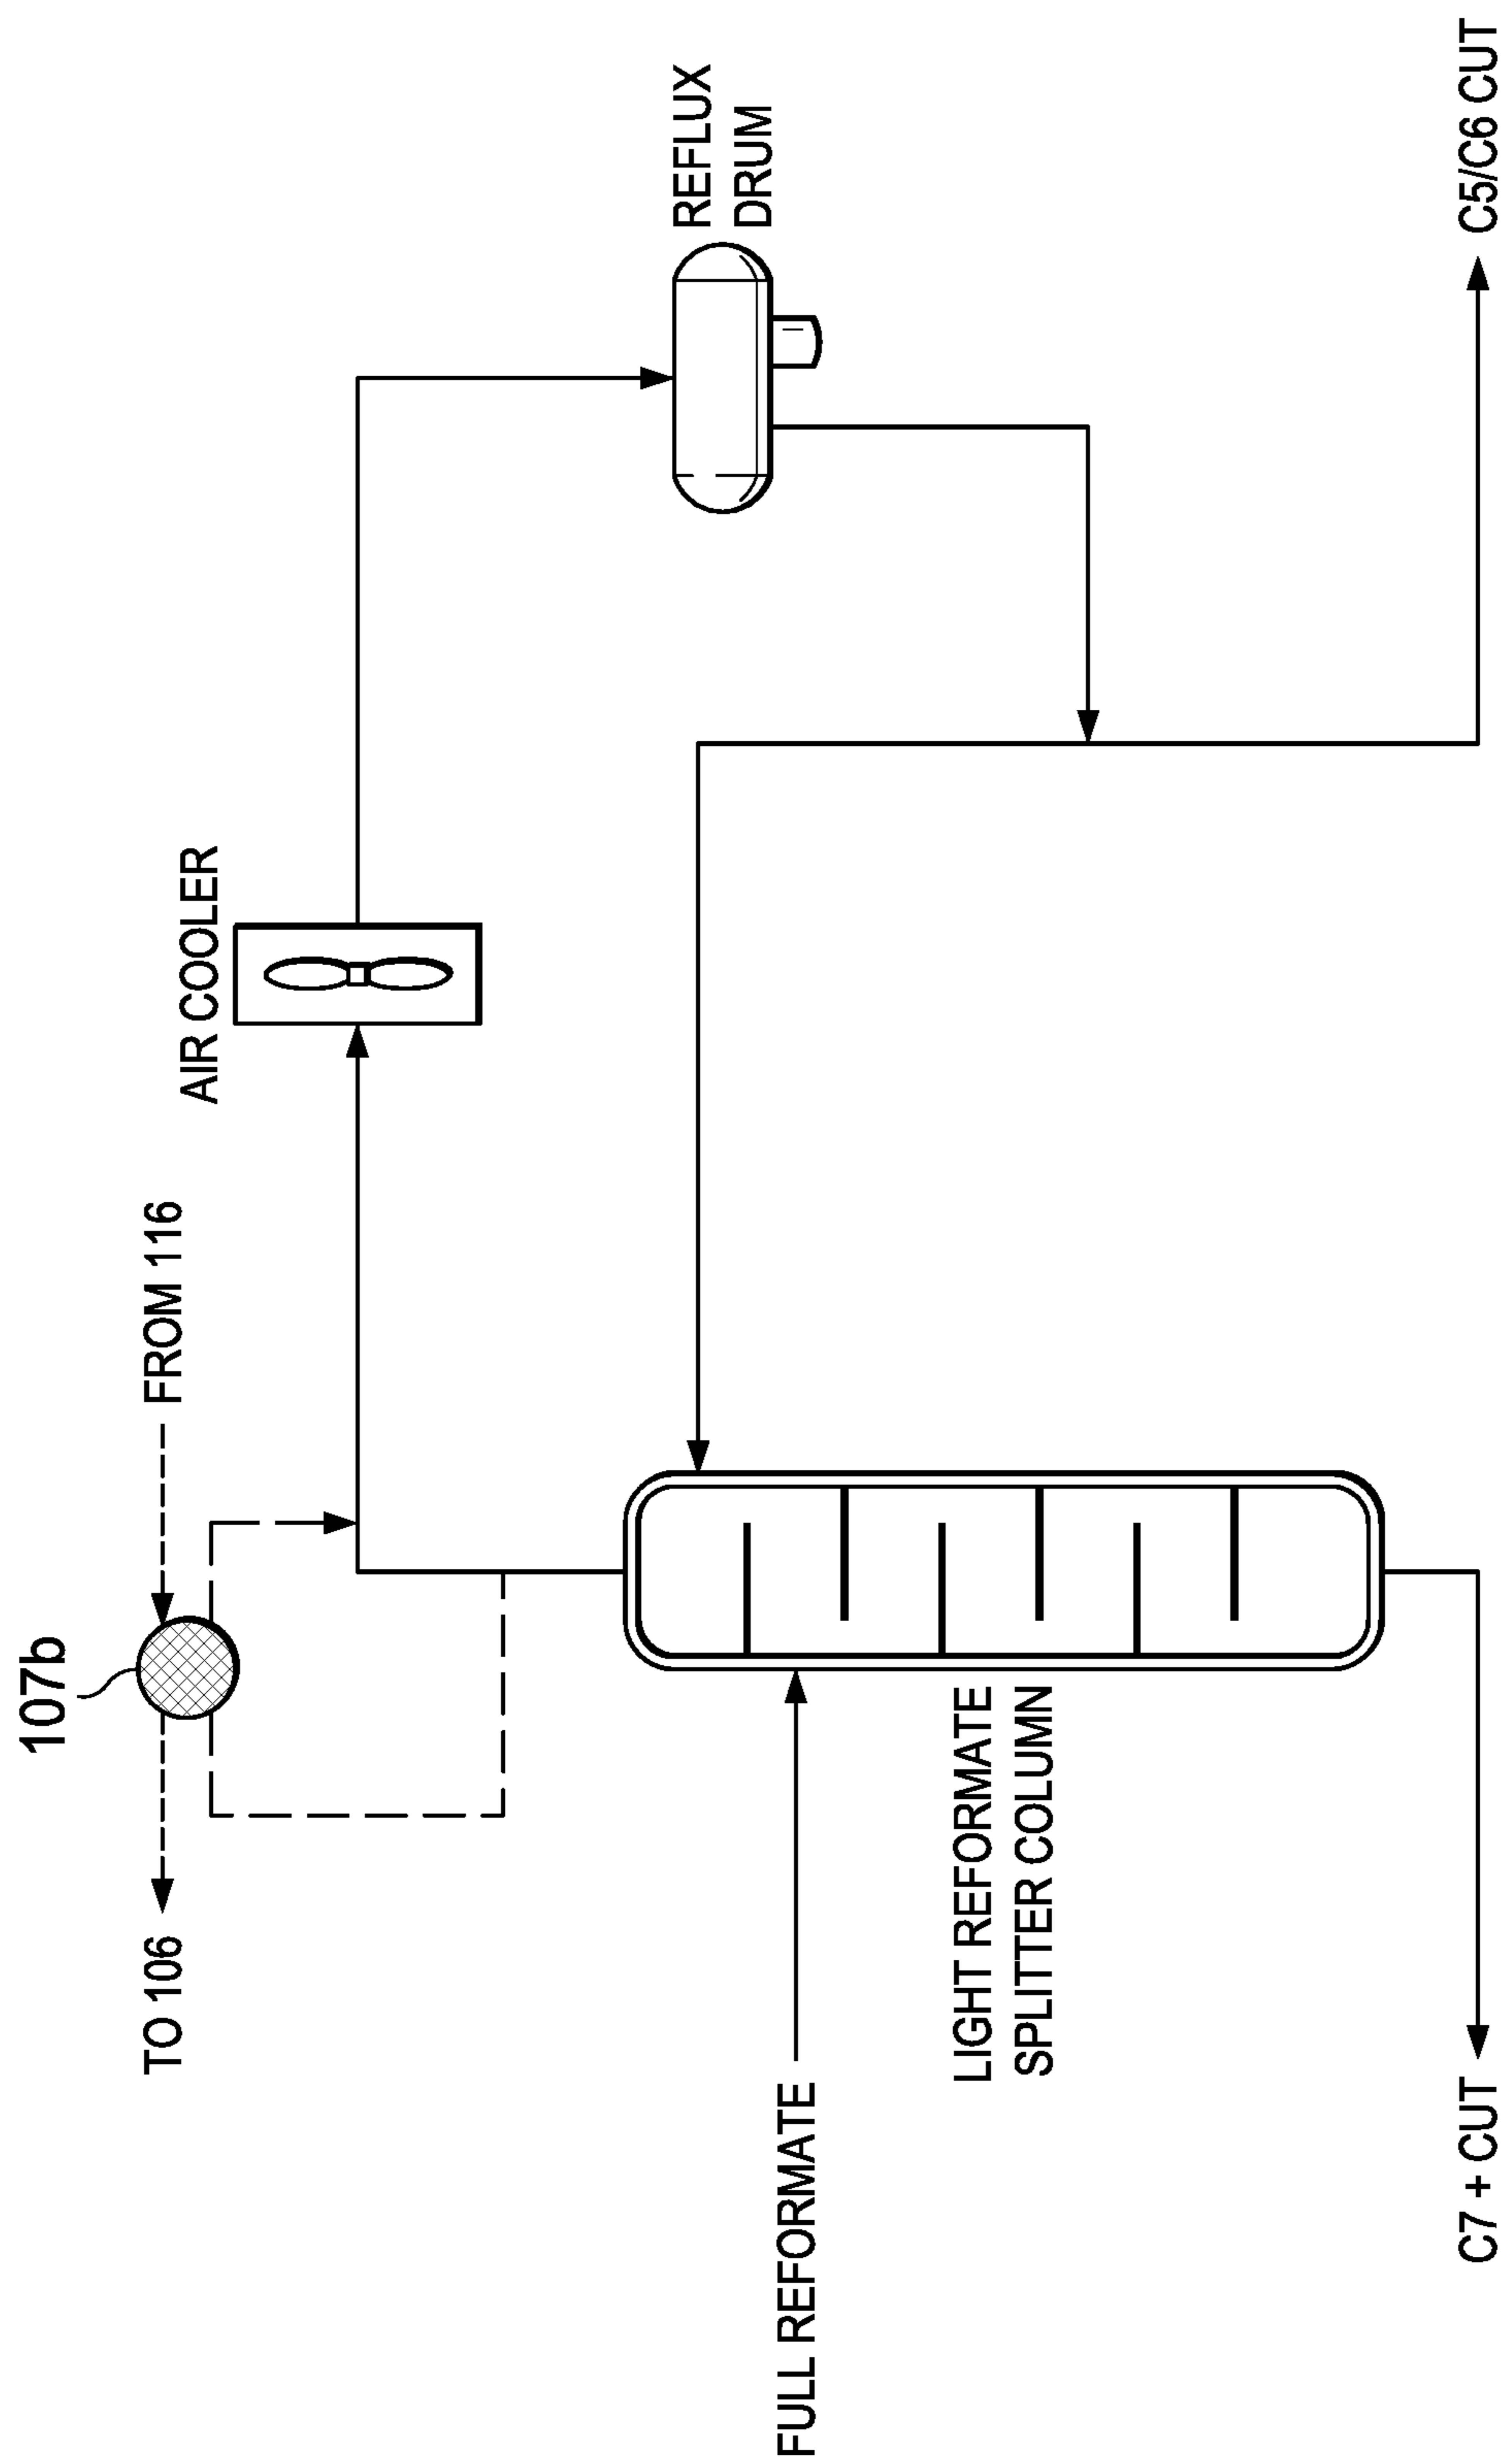 107b
TO 106
FROM 116
AIR COOLER
REFLUX
DRUM
FULL REFORMATE
LIGHT REFORMATE
SPLITTER COLUMN
C7 + CUT
C5/C6 CUT